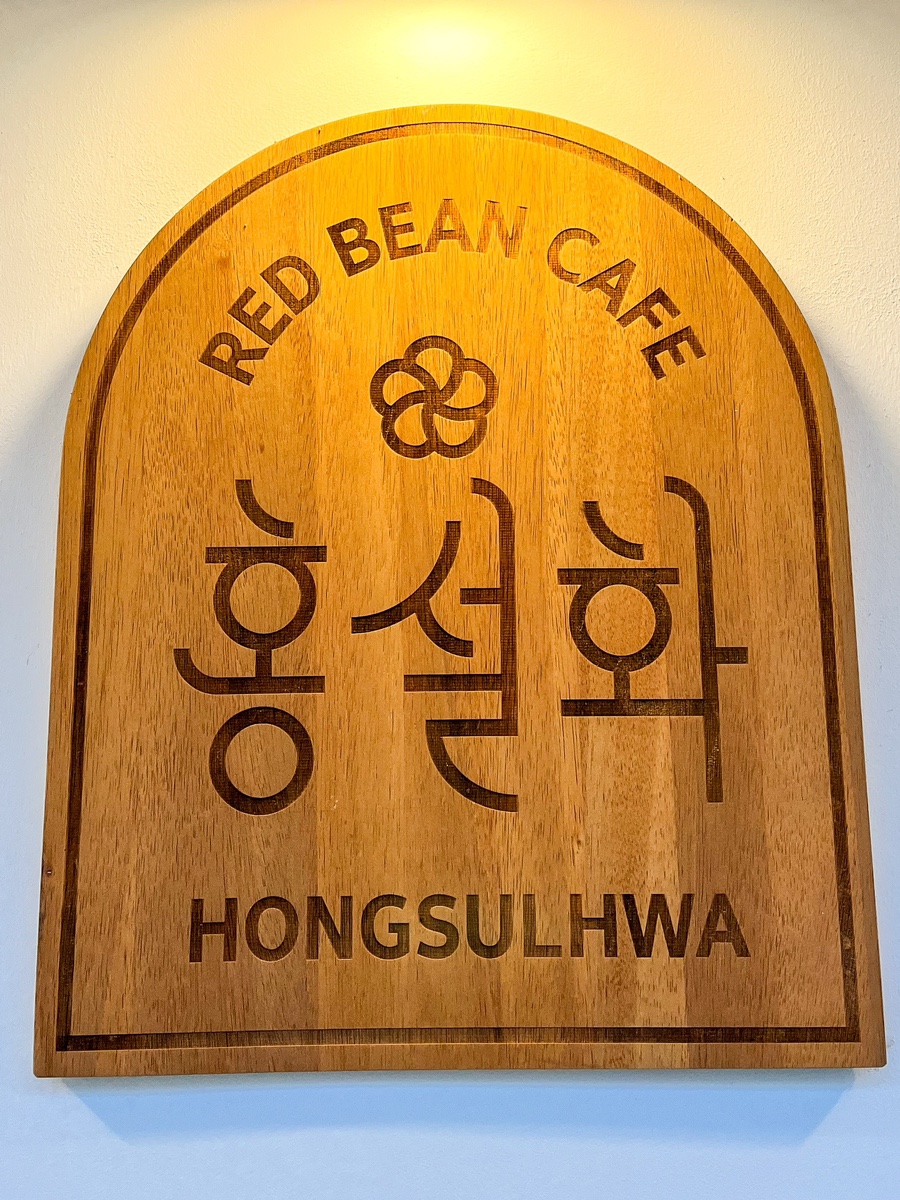 RED BEAN CAFE
홍설화
HONGSULHWA